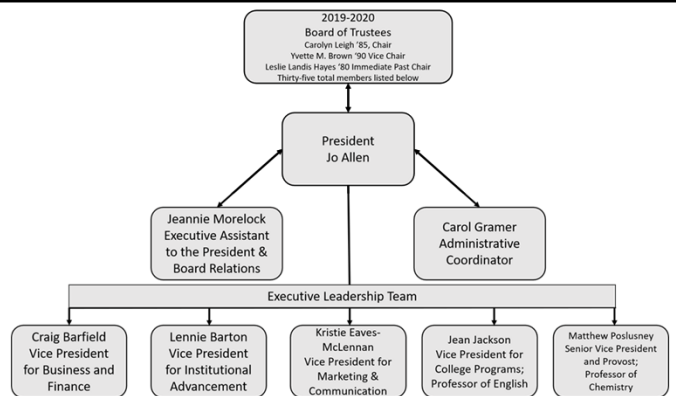 2019-2020
Board of Trustees
Carolyn Leigh '85, Chair
Yvette M. Brown '90 Vice Chair
Leslie Landis Hayes '80 Immediate Past Chair
Thirty-five total members listed below
President
Jo Allen
Jeannie Morelock
Executive Assistant
to the President &
Board Relations
Carol Gramer
Administrative
Coordinator
Executive Leadership Team
Craig Barfield
Vice President
for Business and
Finance
Lennie Barton
Vice President
for Institutional
Advancement
Kristie Eaves-
McLennan
Vice President for
Marketing &
Communication
Jean Jackson
Vice President for
College Programs;
Professor of English
Matthew Poslusney
Senior Vice President
and Provost;
Professor of
Chemistry